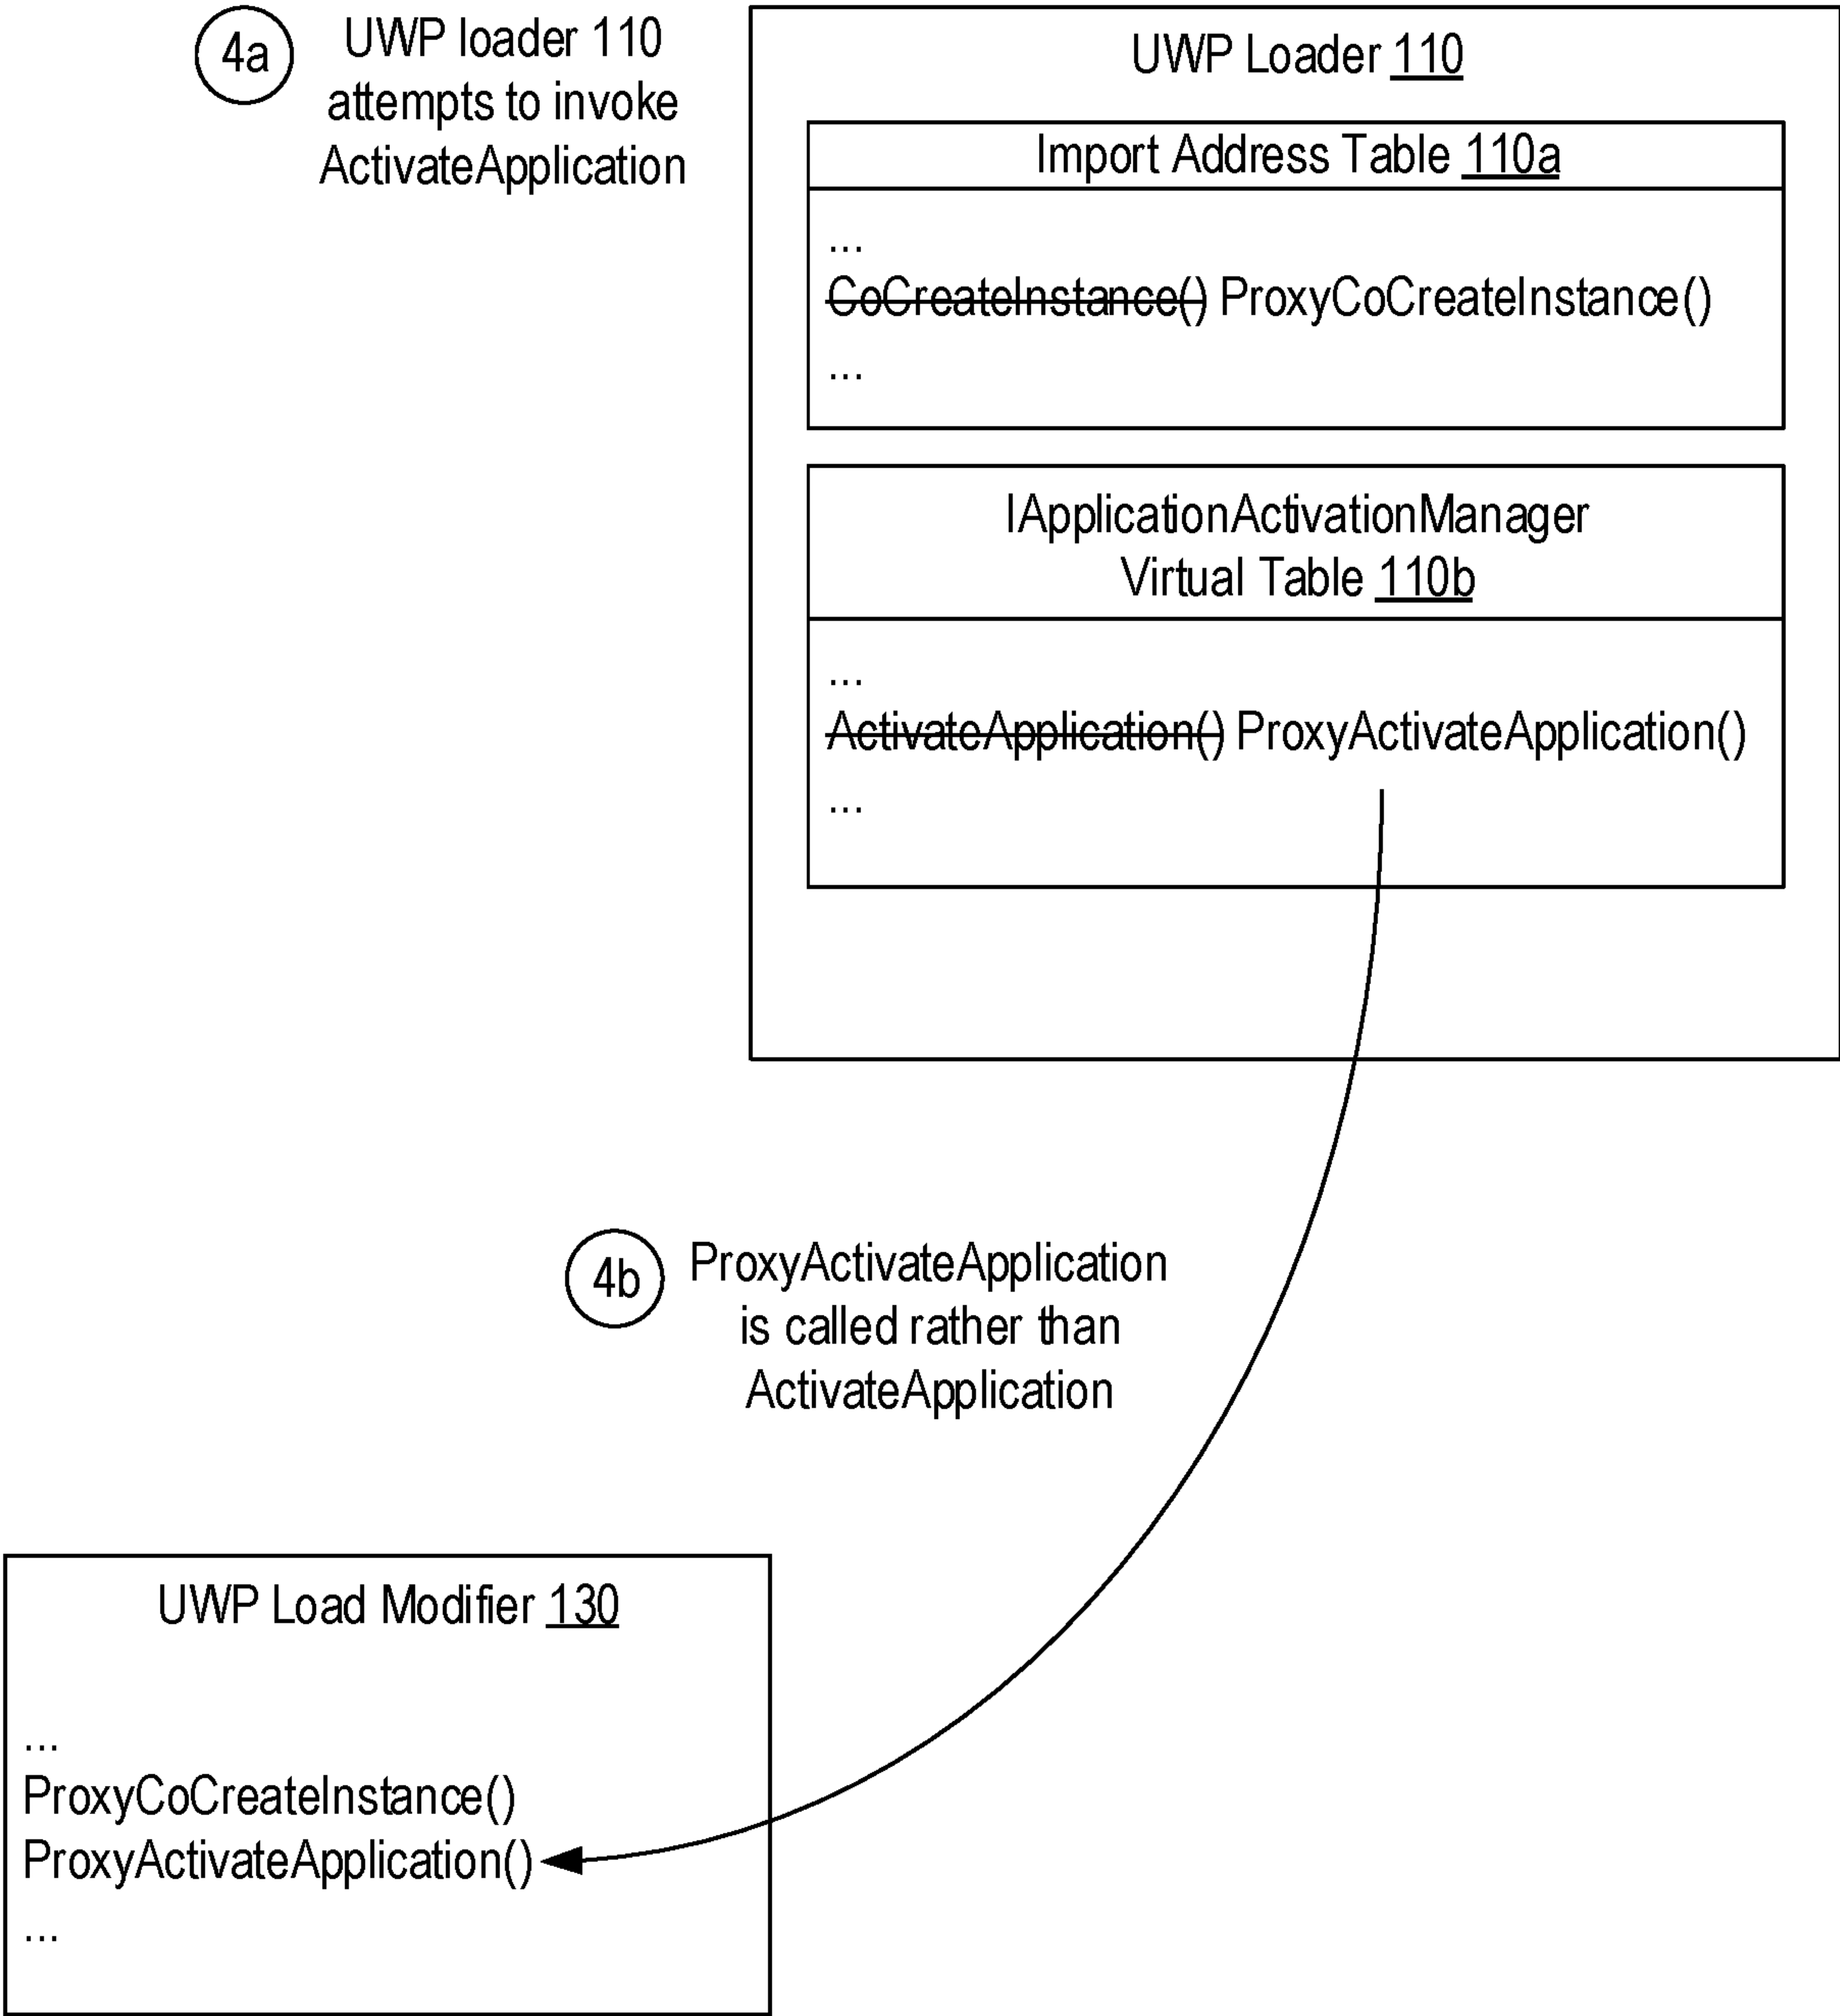 4a
UWP loader 110
attempts to invoke
ActivateApplication
UWP Loader 110
Import Address Table 110a
...
CoCreateInstance() ProxyCoCreateInstance()
...
IApplicationActivationManager
Virtual Table 110b
...
ActivateApplication() ProxyActivateApplication()
...
4b
ProxyActivateApplication
is called rather than
ActivateApplication
UWP Load Modifier 130
...
ProxyCoCreateInstance()
ProxyActivateApplication()
...